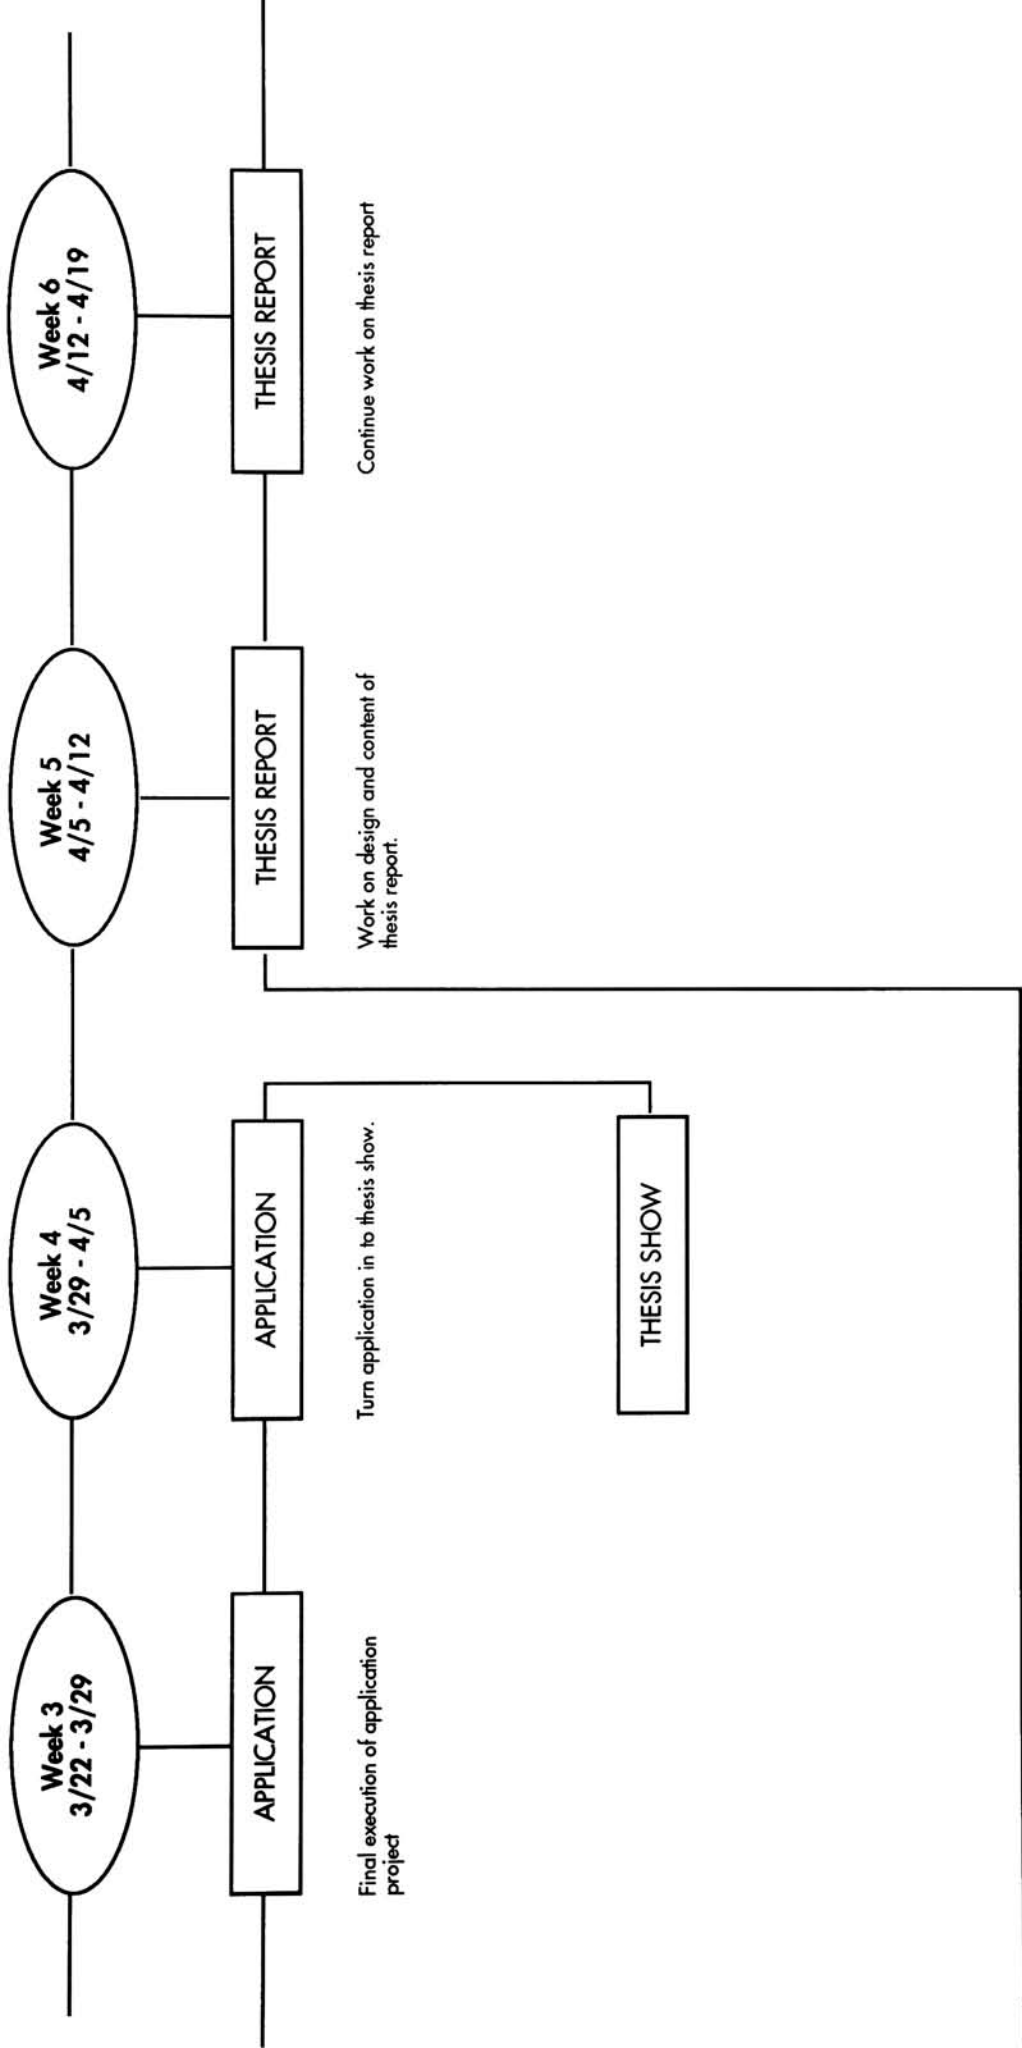 Week 3
3/22 - 3/29
APPLICATION
Final execution of application
project
Week 4
3/29 - 4/5
APPLICATION
Turn application in to thesis show.
THESIS SHOW
Week 5
4/5 - 4/12
THESIS REPORT
Work on design and content of
thesis report.
Week 6
4/12 - 4/19
THESIS REPORT
Continue work on thesis report